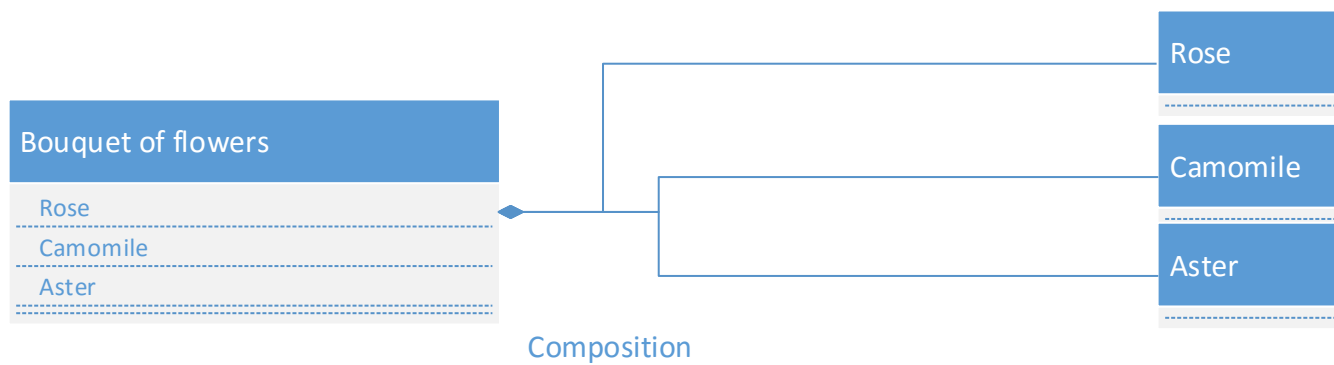 Bouquet of flowers
Rose
Camomile
Aster
Rose
Camomile
Aster
Composition